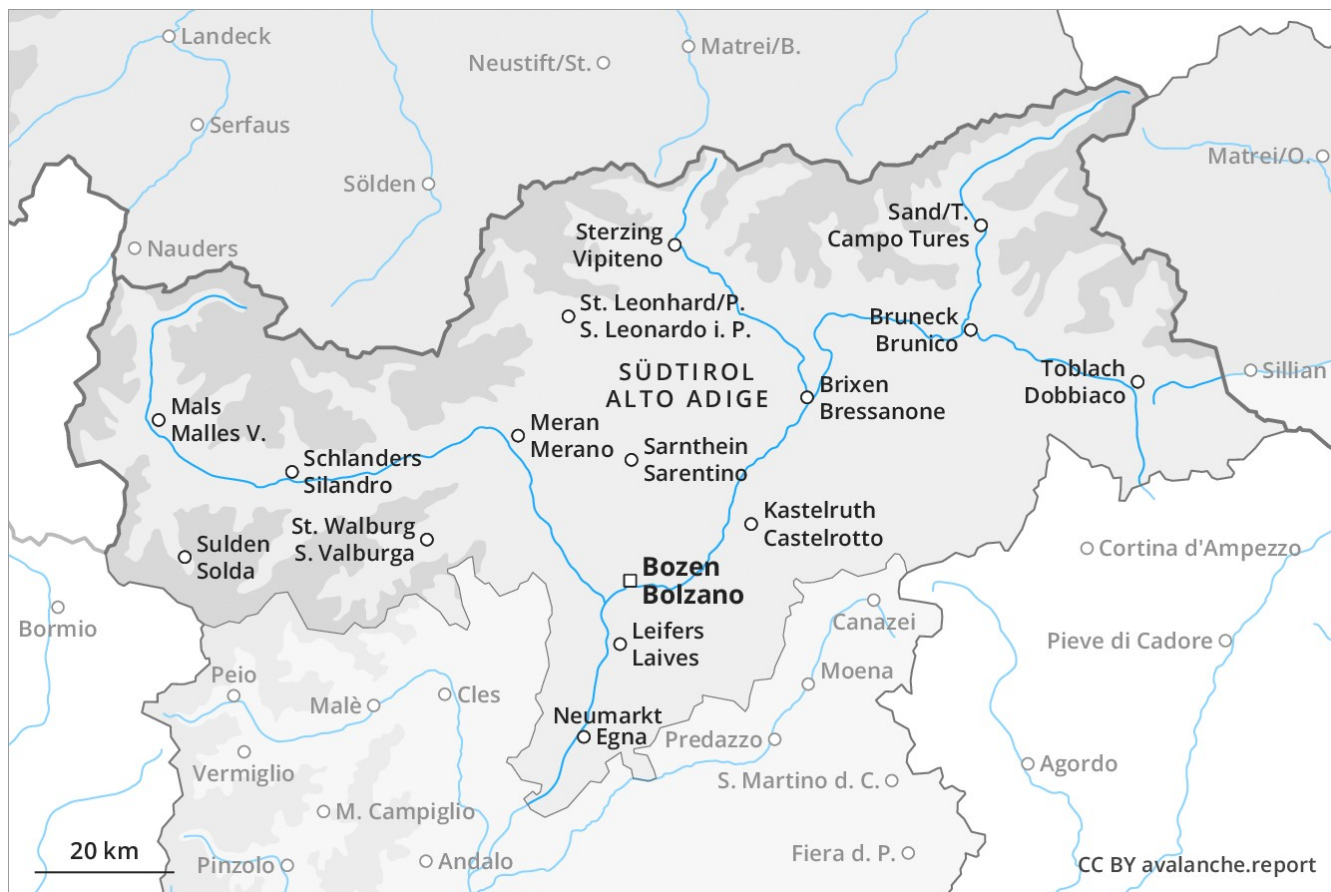 Landeck
Matrei/B.
Neustift/St.
Serfaus
Matrei/O.
Sölden
Sand/T.
Campo Tures
Sterzing
Vipiteno
Nauders
St. Leonhard/P.
S. Leonardo i. P.
Bruneck
Brunico
SÜDTIROL
ALTO ADIGE
Toblach
Dobbiaco
Sillian
Brixen
Bressanone
Mals
Malles V.
Meran
Merano
Sarnthein
Sarentino
Schlanders
Silandro
Kastelruth
Castelrotto
St. Walburg
S. Valburga
Sulden
Solda
Cortina d'Ampezzo
Bozen
Bolzano
Bormio
Canazei
Leifers
Laives
Pieve di Cadore
Peio
Moena
Malè
Cles
Neumarkt
Egna
Predazzo
Vermiglio
Agordo
S. Martino d. C.
M. Campiglio
20 km
Pinzolo
Andalo
Fiera d. P.
CC BY avalanche.report